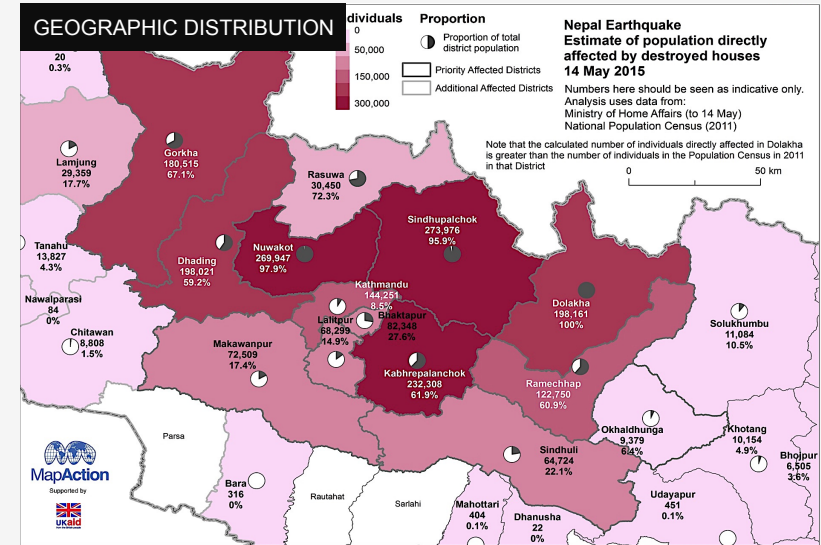 GEOGRAPHIC DISTRIBUTION
dividuals
0
50,000
150,000
300,000
Proportion
Proportion of total
district population
Priority Affected Districts
Additional Affected Districts
Nepal Earthquake
Estimate of population directly
affected by destroyed houses
14 May 2015
Numbers here should be seen as indicative only.
Analysis uses data from:
Ministry of Home Affairs (to 14 May)
National Population Census (2011)
Note that the calculated number of individuals directly affected in Dolakha
is greater than the number of individuals in the Population Census in 2011
in that District
0
50 km
20
0.3%
Lamjung
29,359
17.7%
Gorkha
180,515
67.1%
Rasuwa
30,450
72.3%
Sindhupalchok
273,976
95.9%
Tanahu
13,827
4.3%
Dhading
198,021
59.2%
Nuwakot
269,947
97.9%
Kathmandu
144,251
8.5%
Nawalparasi
84
0%
Chitawan
8,808
1.5%
Lalitpur
68,299
14.9%
Bhaktapur
82,348
27.6%
Dolakha
198,161
100%
Solukhumbu
11,084
10.5%
Makawanpur
72,509
17.4%
Kabhrepalanchok
232,308
61.9%
Ramechhap
122,750
60.9%
Okhaldhunga
9,379
6.4%
Khotang
10,154
4.9%
Bhojpur
6,505
3.6%
Parsa
Sindhuli
64,724
22.1%
Bara
316
0%
Rautahat
Sarlahi
Mahottari
404
0.1%
Dhanusha
22
0%
Udayapur
451
0.1%
MapAction
Supported by
UKaid